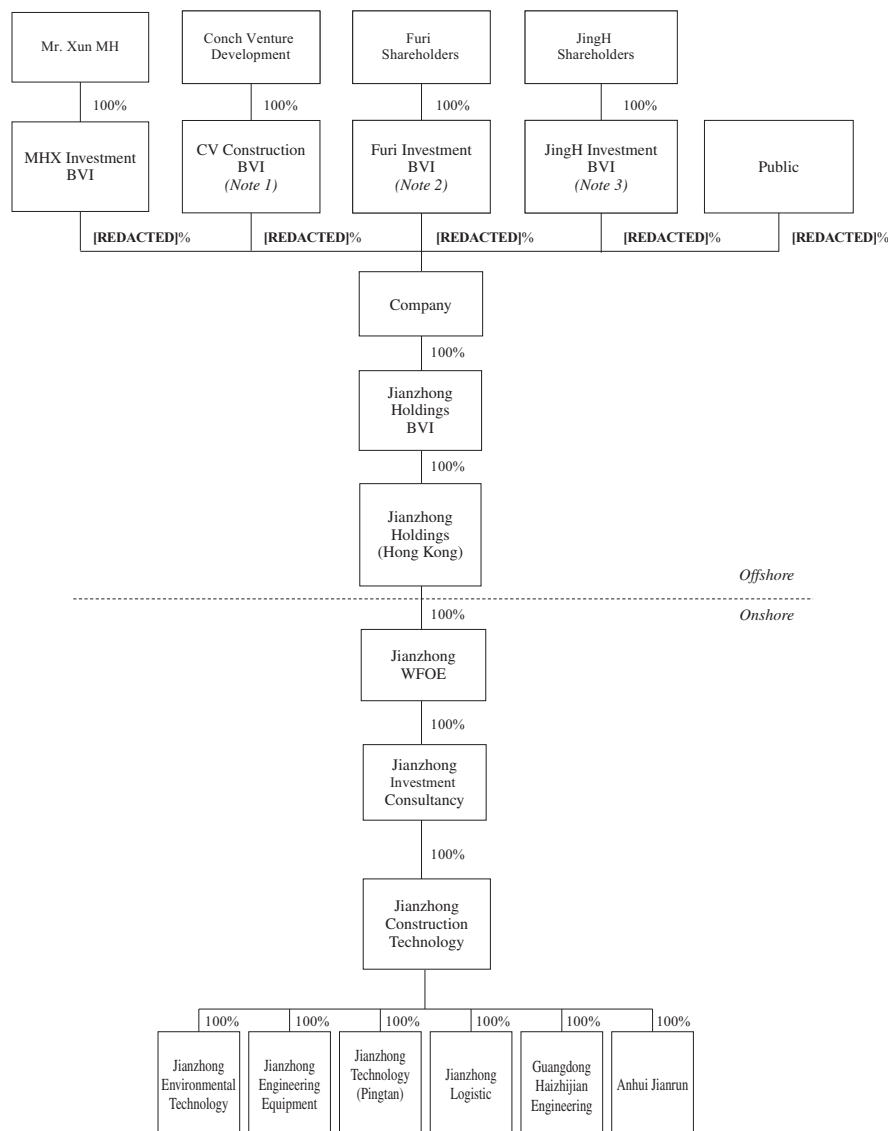 Mr. Xun MH
Conch Venture
Development
Furi
Shareholders
JingH
Shareholders
100%
100%
100%
100%
MHX Investment
BVI
CV Construction
BVI
(Note 1)
Furi Investment
BVI
(Note 2)
JingH Investment
BVI
(Note 3)
Public
[REDACTED]%
[REDACTED]%
[REDACTED]%
[REDACTED]%
[REDACTED]%
Company
100%
Jianzhong
Holdings
BVI
100%
Jianzhong
Holdings
(Hong Kong)
Offshore
Onshore
100%
Jianzhong
WFOE
100%
Jianzhong
Investment
Consultancy
100%
Jianzhong
Construction
Technology
100%
100%
100%
100%
100%
100%
Jianzhong
Environmental
Technology
Jianzhong
Engineering
Equipment
Jianzhong
Technology
(Pingtan)
Jianzhong
Logistic
Guangdong
Haizhijian
Engineering
Anhui Jianrun